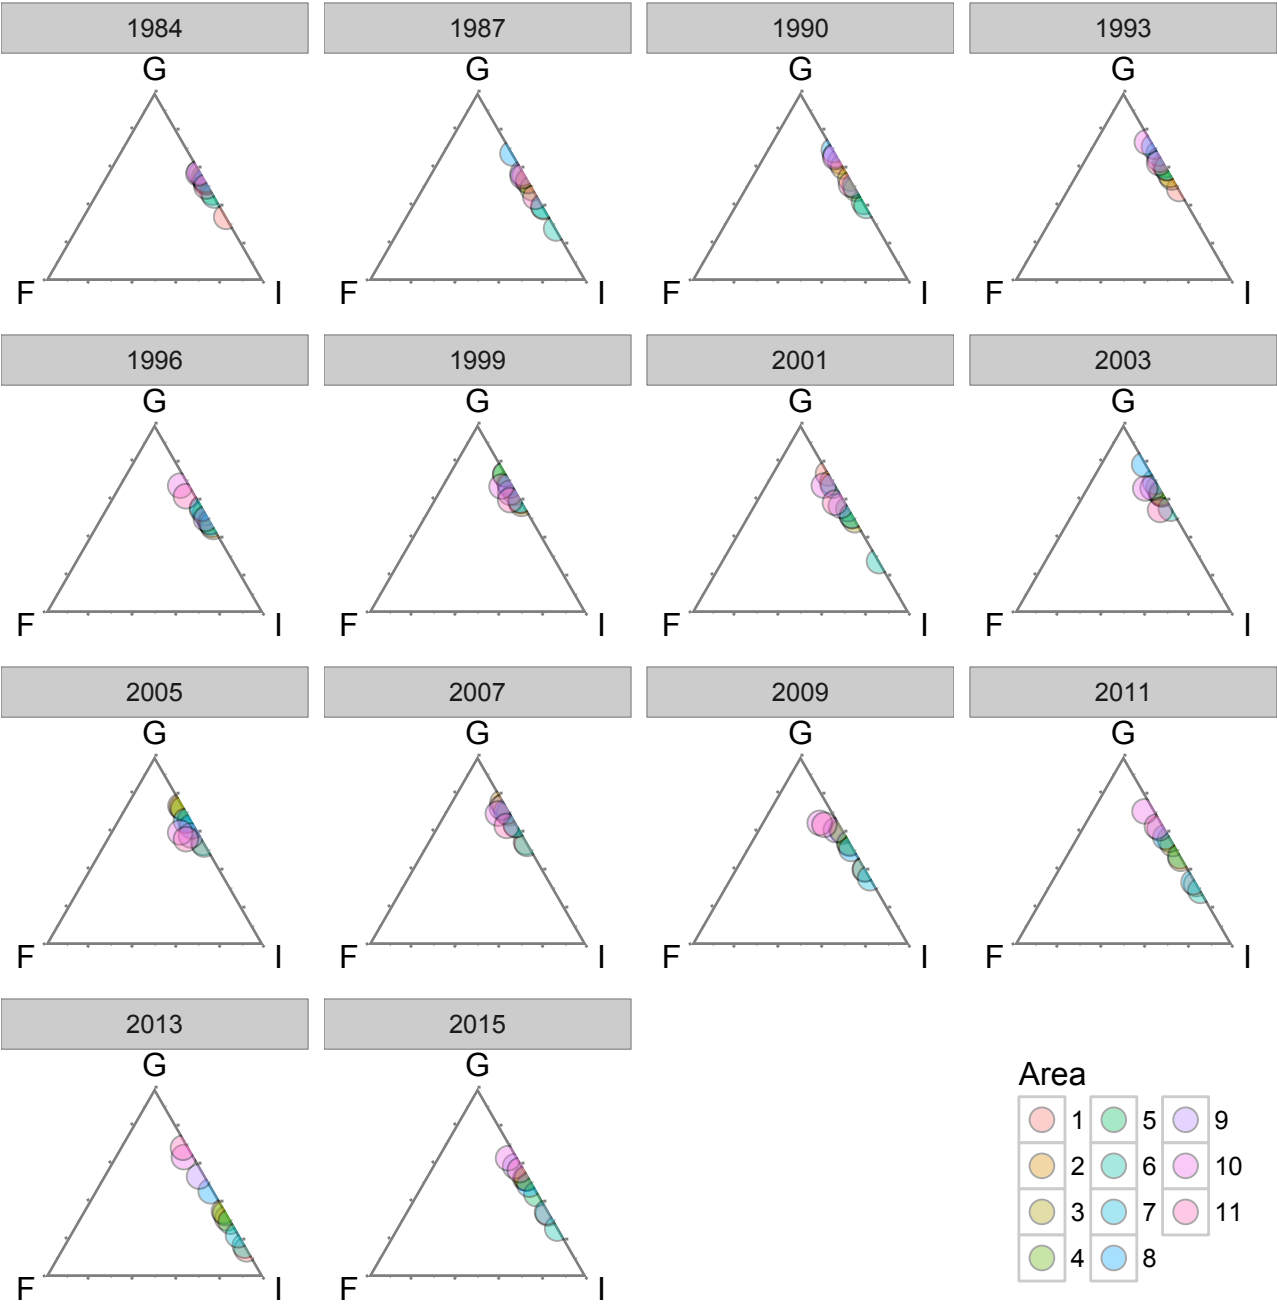 1984 1987 1990 1993
G G G G
F I F I F I F I
1996 1999 2001 2003
G G G G
F I F I F I F I
2005 2007 2009 2011
G G G G
F I F I F I F I
2013 2015
G G
F I F I
Area
1 5 9
2 6 10
3 7 11
4 8